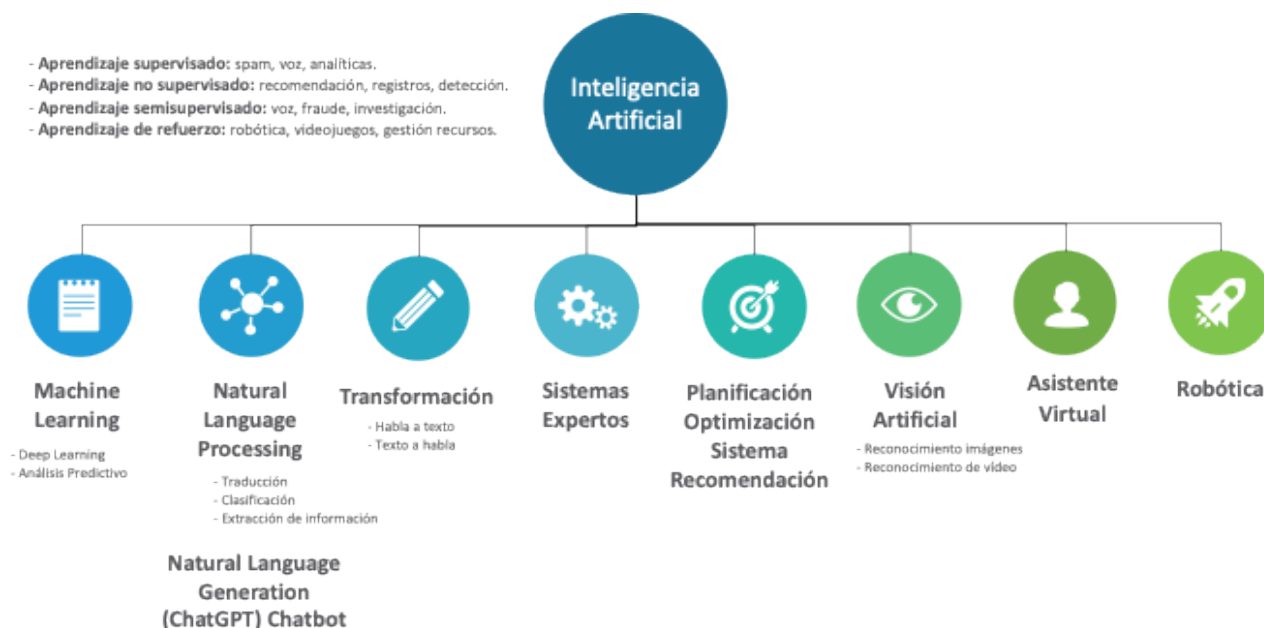 - Aprendizaje supervisado: spam, voz, analíticas.
- Aprendizaje no supervisado: recomendación, registros, detección.
- Aprendizaje semisupervisado: voz, fraude, investigación.
- Aprendizaje de refuerzo: robótica, videojuegos, gestión recursos.
Inteligencia
Artificial
Machine
Learning
- Deep Learning
- Análisis Predictivo
Natural
Language
Processing
- Traducción
- Clasificación
- Extracción de información
Natural Language
Generation
(ChatGPT) Chatbot
Transformación
- Habla a texto
- Texto a habla
Sistemas
Expertos
Planificación
Optimización
Sistema
Recomendación
Visión
Artificial
- Reconocimiento imágenes
- Reconocimiento de vídeo
Asistente
Virtual
Robótica